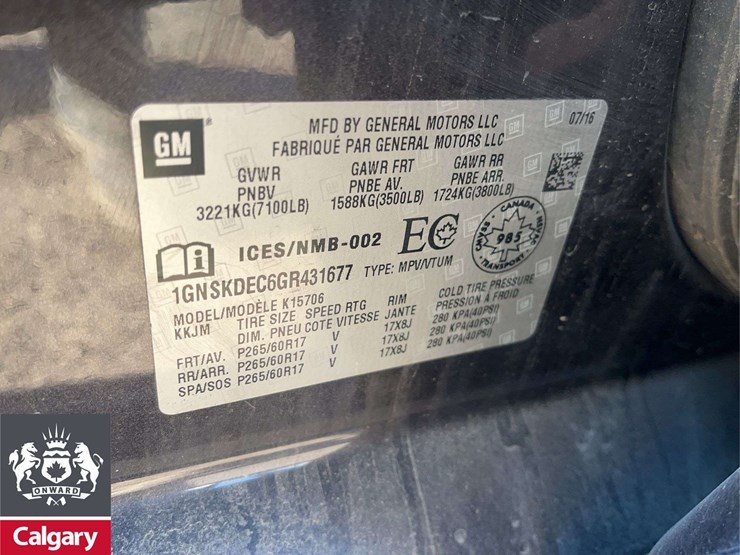 GM
MFD BY GENERAL MOTORS LLC 07/16
FABRIQUÉ PAR GENERAL MOTORS LLC
GVWR GAWR FRT GAWR RR
PNBV PNBE AV. PNBE ARR.
3221KG(7100LB) 1588KG(3500LB) 1724KG(3800LB)
ICES/NMB-002 EC
CANADA
CMVSS 985 NSVAC
TRANSPORT
1GNSKDEC6GR431677 TYPE: MPV/VTUM
MODEL/MODÈLE K15706
KKJM TIRE SIZE SPEED RTG RIM COLD TIRE PRESSURE
DIM. PNEU COTE VITESSE JANTE PRESSION À FROID
FRT/AV. P265/60R17 V 17X8J 280 KPA(40PSI)
RR/ARR. P265/60R17 V 17X8J 280 KPA(40PSI)
SPA/SOS P265/60R17 V 17X8J 280 KPA(40PSI)
ONWARD
Calgary